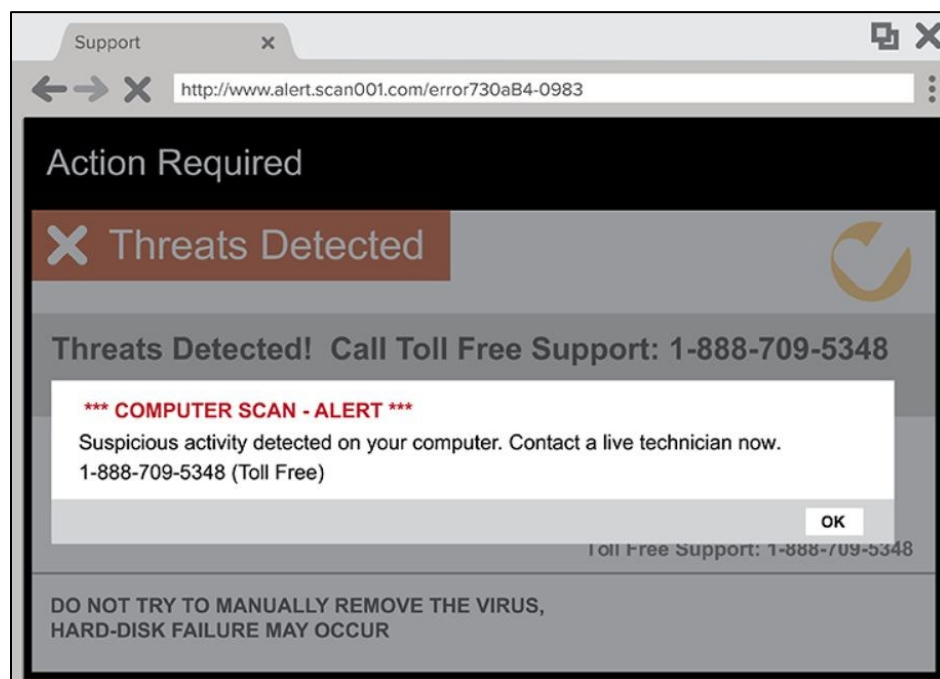 Support
http://www.alert.scan001.com/error730aB4-0983
Action Required
Threats Detected
Threats Detected! Call Toll Free Support: 1-888-709-5348
*** COMPUTER SCAN - ALERT ***
Suspicious activity detected on your computer. Contact a live technician now.
1-888-709-5348 (Toll Free)
OK
Toll Free Support: 1-888-709-5348
DO NOT TRY TO MANUALLY REMOVE THE VIRUS,
HARD-DISK FAILURE MAY OCCUR